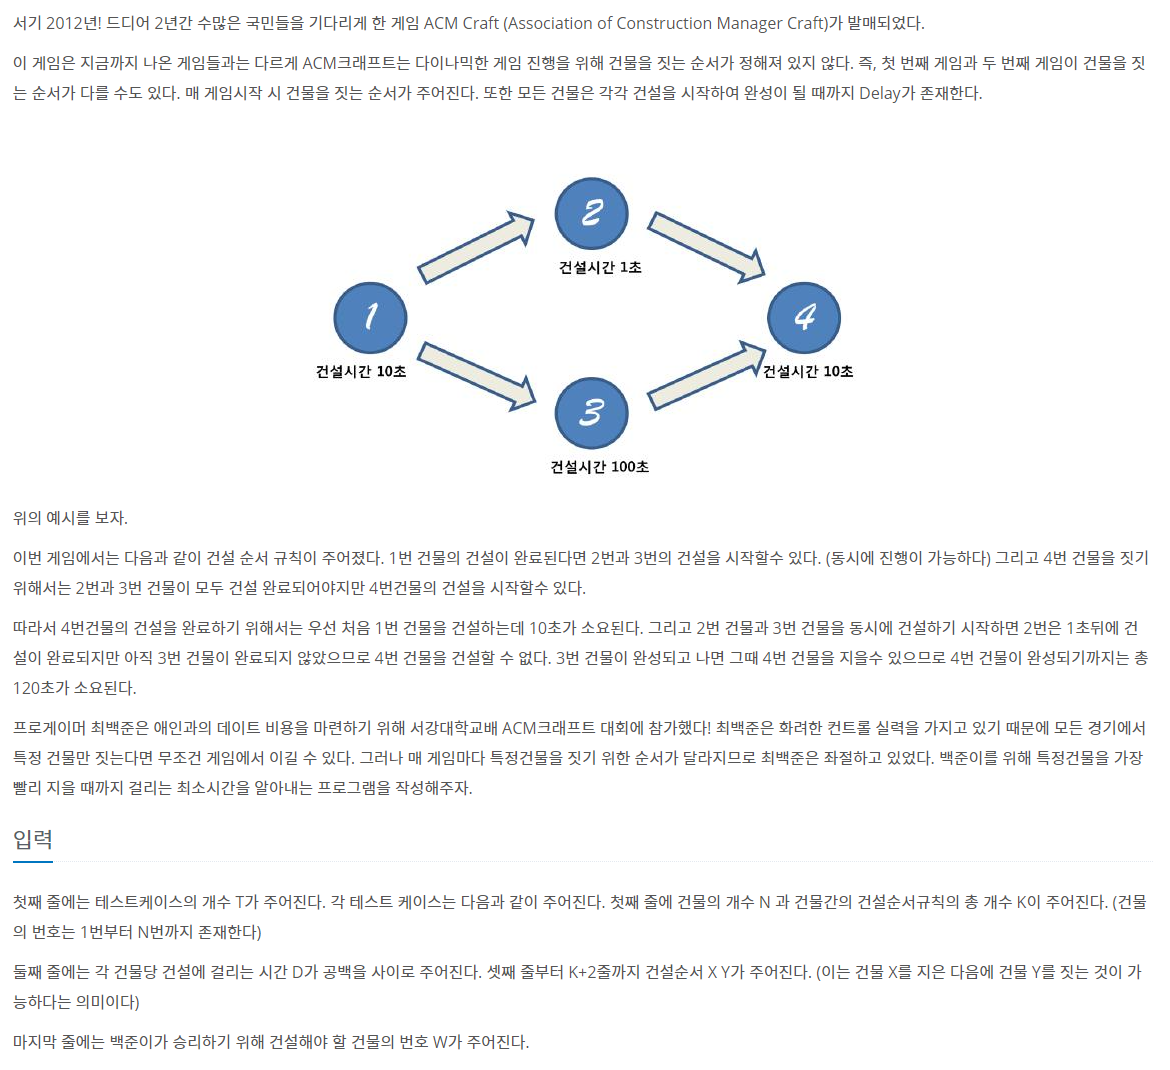 서기 2012년! 드디어 2년간 수많은 국민들을 기다리게 한 게임 ACM Craft (Association of Construction Manager Craft)가 발매되었다.
이 게임은 지금까지 나온 게임들과는 다르게 ACM크래프트는 다이나믹한 게임 진행을 위해 건물을 짓는 순서가 정해져 있지 않다. 즉, 첫 번째 게임과 두 번째 게임이 건물을 짓
는 순서가 다를 수도 있다. 매 게임시작 시 건물을 짓는 순서가 주어진다. 또한 모든 건물은 각각 건설을 시작하여 완성이 될 때까지 Delay가 존재한다.
2
건설시간 1초
1
건설시간 10초
4
건설시간 10초
3
건설시간 100초
위의 예시를 보자.
이번 게임에서는 다음과 같이 건설 순서 규칙이 주어졌다. 1번 건물의 건설이 완료된다면 2번과 3번의 건설을 시작할수 있다. (동시에 진행이 가능하다) 그리고 4번 건물을 짓기
위해서는 2번과 3번 건물이 모두 건설 완료되어야지만 4번건물의 건설을 시작할수 있다.
따라서 4번건물의 건설을 완료하기 위해서는 우선 처음 1번 건물을 건설하는데 10초가 소요된다. 그리고 2번 건물과 3번 건물을 동시에 건설하기 시작하면 2번은 1초뒤에 건
설이 완료되지만 아직 3번 건물이 완료되지 않았으므로 4번 건물을 건설할 수 없다. 3번 건물이 완성되고 나면 그때 4번 건물을 지을수 있으므로 4번 건물이 완성되기까지는 총
120초가 소요된다.
프로게이머 최백준은 애인과의 데이트 비용을 마련하기 위해 서강대학교배 ACM크래프트 대회에 참가했다! 최백준은 화려한 컨트롤 실력을 가지고 있기 때문에 모든 경기에서
특정 건물만 짓는다면 무조건 게임에서 이길 수 있다. 그러나 매 게임마다 특정건물을 짓기 위한 순서가 달라지므로 최백준은 좌절하고 있었다. 백준이를 위해 특정건물을 가장
빨리 지을 때까지 걸리는 최소시간을 알아내는 프로그램을 작성해주자.
입력
첫째 줄에는 테스트케이스의 개수 T가 주어진다. 각 테스트 케이스는 다음과 같이 주어진다. 첫째 줄에 건물의 개수 N 과 건물간의 건설순서규칙의 총 개수 K이 주어진다. (건물
의 번호는 1번부터 N번까지 존재한다)
둘째 줄에는 각 건물당 건설에 걸리는 시간 D가 공백을 사이로 주어진다. 셋째 줄부터 K+2줄까지 건설순서 X Y가 주어진다. (이는 건물 X를 지은 다음에 건물 Y를 짓는 것이 가
능하다는 의미이다)
마지막 줄에는 백준이가 승리하기 위해 건설해야 할 건물의 번호 W가 주어진다.